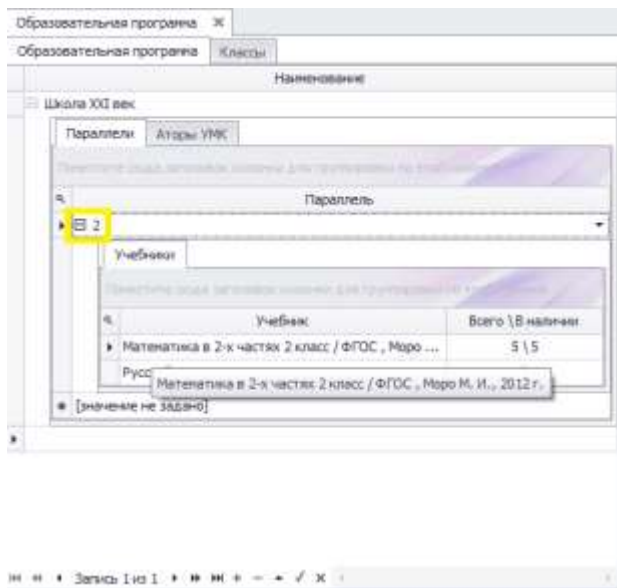 Образовательная программа
Образовательная программа Классы
Наименование
Школа XXI век
Параллели Аторы УМК
Параллель
2
Учебники
Учебник Всего \ В наличии
Математика в 2-х частях 2 класс / ФГОС , Моро ... 5 \ 5
Русс
Математика в 2-х частях 2 класс / ФГОС , Моро М. И., 2012 г.
[значение не задано]
Запись 1 из 1